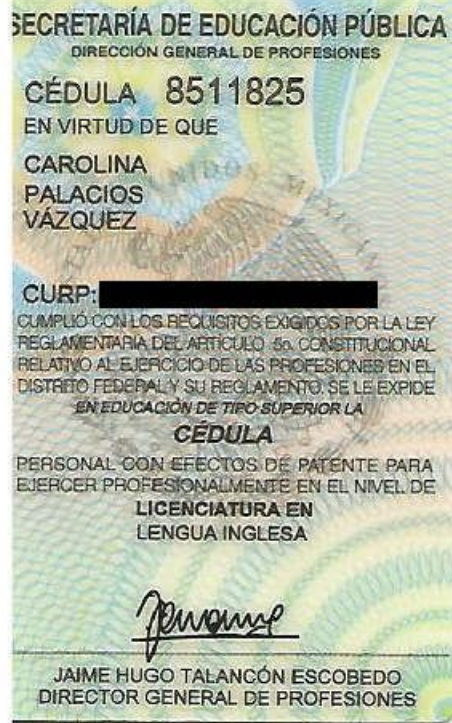 SECRETARÍA DE EDUCACIÓN PÚBLICA
DIRECCIÓN GENERAL DE PROFESIONES
CÉDULA 8511825
EN VIRTUD DE QUE
CAROLINA
PALACIOS
VÁZQUEZ
CURP:
CUMPLIÓ CON LOS REQUISITOS EXIGIDOS POR LA LEY
REGLAMENTARIA DEL ARTÍCULO 5o. CONSTITUCIONAL
RELATIVO AL EJERCICIO DE LAS PROFESIONES EN EL
DISTRITO FEDERAL Y SU REGLAMENTO, SE LE EXPIDE
EN EDUCACIÓN DE TIPO SUPERIOR LA
CÉDULA
PERSONAL CON EFECTOS DE PATENTE PARA
EJERCER PROFESIONALMENTE EN EL NIVEL DE
LICENCIATURA EN
LENGUA INGLESA
JAIME HUGO TALANCÓN ESCOBEDO
DIRECTOR GENERAL DE PROFESIONES